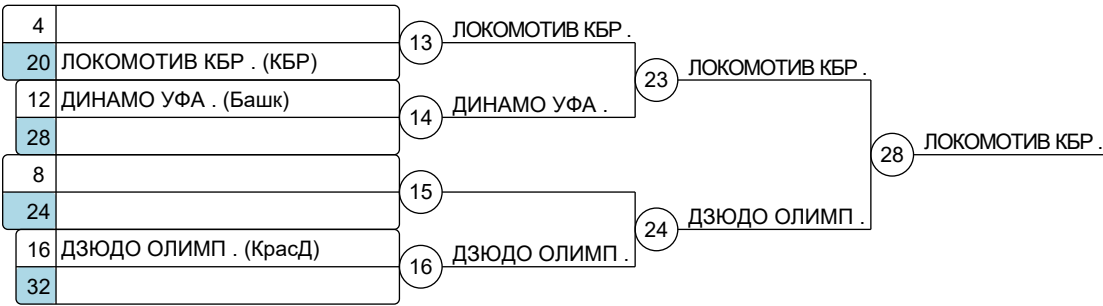 4
13
ЛОКОМОТИВ КБР .
20 ЛОКОМОТИВ КБР . (КБР)
23
ЛОКОМОТИВ КБР .
12 ДИНАМО УФА . (Башк)
14
ДИНАМО УФА .
28
28
ЛОКОМОТИВ КБР .
8
15
24
24
ДЗЮДО ОЛИМП .
16 ДЗЮДО ОЛИМП . (КрасД)
16
ДЗЮДО ОЛИМП .
32